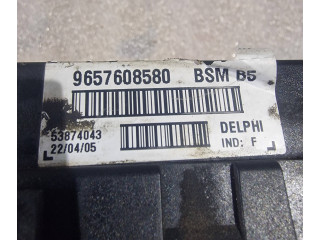 9657608580 BSM B5
53874043
22/04/05
DELPHI
IND: F